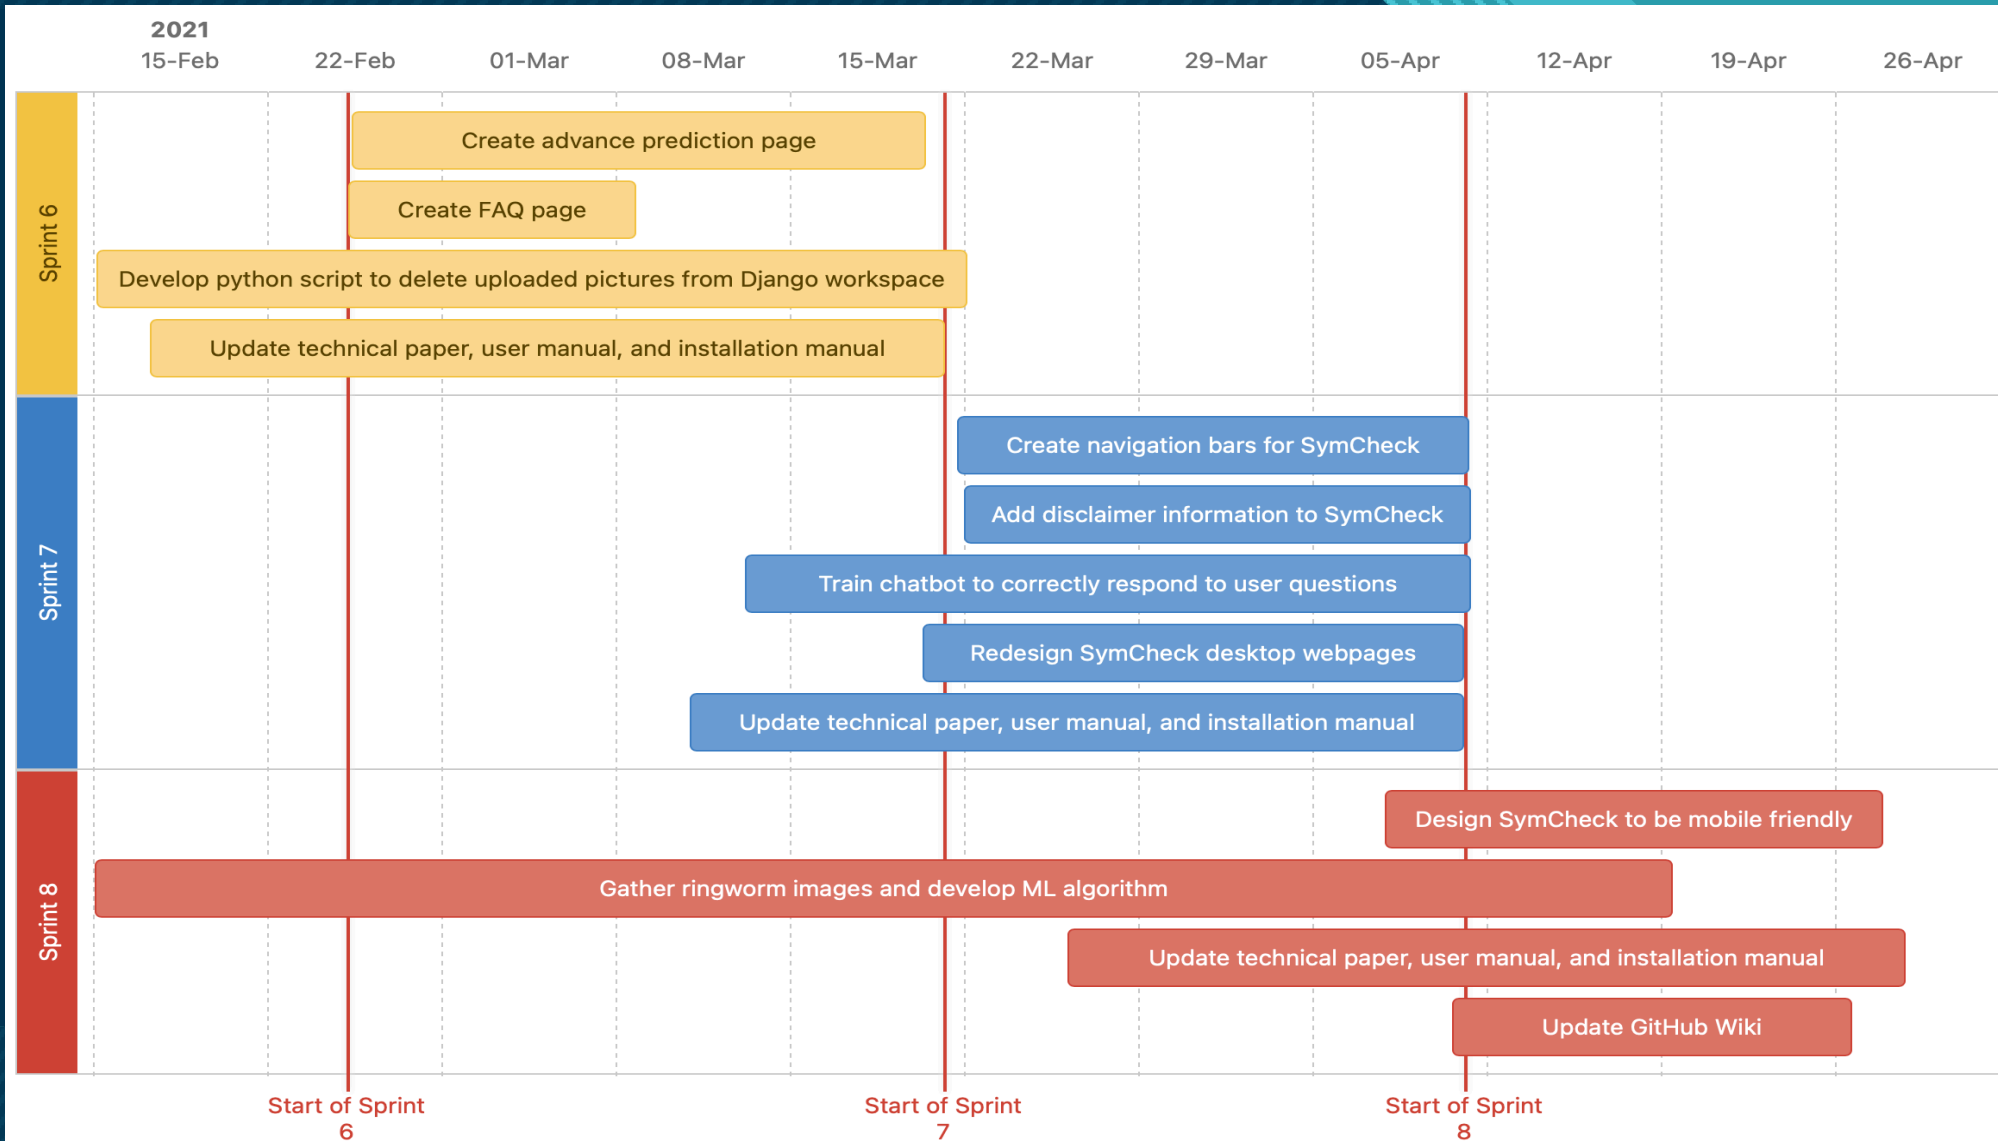 2021
15-Feb 22-Feb 01-Mar 08-Mar 15-Mar 22-Mar 29-Mar 05-Apr 12-Apr 19-Apr 26-Apr
Sprint 6
Create advance prediction page
Create FAQ page
Develop python script to delete uploaded pictures from Django workspace
Update technical paper, user manual, and installation manual
Sprint 7
Create navigation bars for SymCheck
Add disclaimer information to SymCheck
Train chatbot to correctly respond to user questions
Redesign SymCheck desktop webpages
Update technical paper, user manual, and installation manual
Sprint 8
Design SymCheck to be mobile friendly
Gather ringworm images and develop ML algorithm
Update technical paper, user manual, and installation manual
Update GitHub Wiki
Start of Sprint
6
Start of Sprint
7
Start of Sprint
8